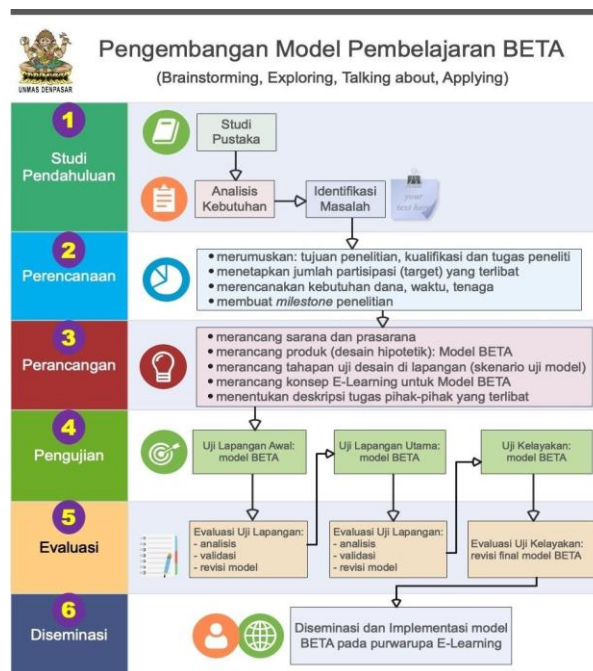 UNMAS DENPASAR
Pengembangan Model Pembelajaran BETA
(Brainstorming, Exploring, Talking about, Applying)
1
Studi
Pendahuluan
Studi
Pustaka
Analisis
Kebutuhan
Identifikasi
Masalah
your
text here
2
Perencanaan
• merumuskan: tujuan penelitian, kualifikasi dan tugas peneliti
• menetapkan jumlah partisipasi (target) yang terlibat
• merencanakan kebutuhan dana, waktu, tenaga
• membuat milestone penelitian
3
Perancangan
• merancang sarana dan prasarana
• merancang produk (desain hipotetik): Model BETA
• merancang tahapan uji desain di lapangan (skenario uji model)
• merancang konsep E-Learning untuk Model BETA
• menentukan deskripsi tugas pihak-pihak yang terlibat
4
Pengujian
Uji Lapangan Awal:
model BETA
Uji Lapangan Utama:
model BETA
Uji Kelayakan:
model BETA
5
Evaluasi
Evaluasi Uji Lapangan:
- analisis
- validasi
- revisi model
Evaluasi Uji Lapangan:
- analisis
- validasi
- revisi model
Evaluasi Uji Kelayakan:
revisi final model BETA
6
Diseminasi
Diseminasi dan Implementasi model
BETA pada purwarupa E-Learning